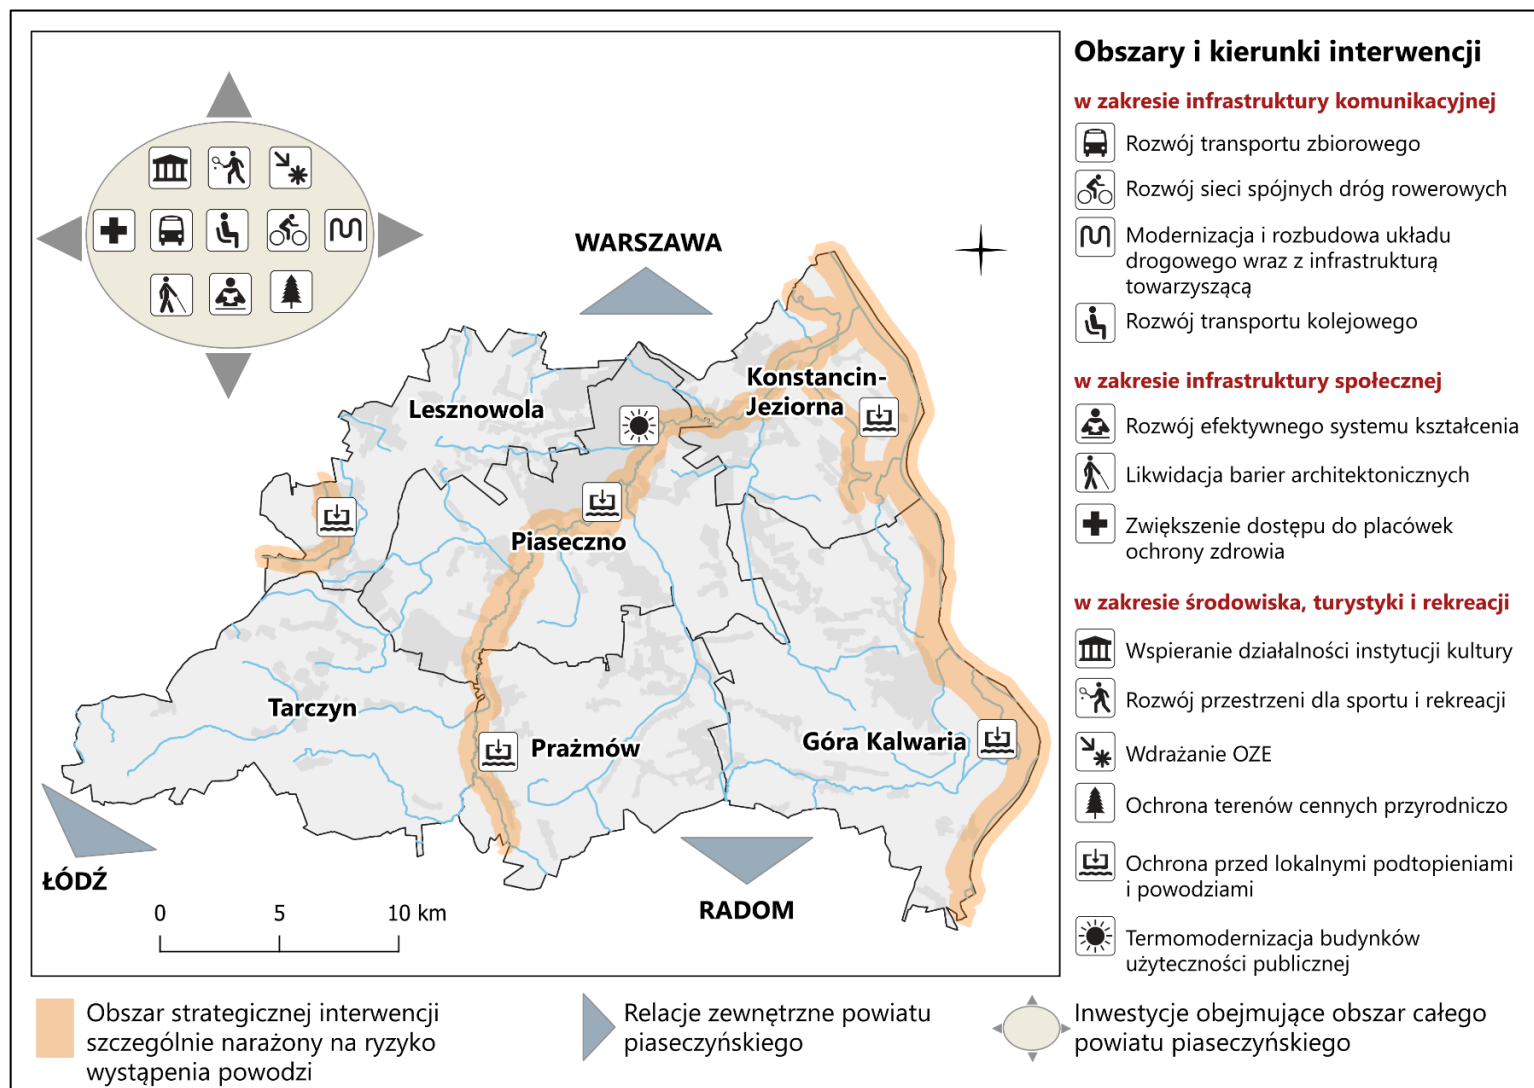 WARSZAWA
Konstancin-
Jeziorna
Lesznowola
Piaseczno
Tarczyn
Prażmów
Góra Kalwaria
ŁÓDŹ
RADOM
0 5 10 km
Obszary i kierunki interwencji
w zakresie infrastruktury komunikacyjnej
Rozwój transportu zbiorowego
Rozwój sieci spójnych dróg rowerowych
Modernizacja i rozbudowa układu
drogowego wraz z infrastrukturą
towarzyszącą
Rozwój transportu kolejowego
w zakresie infrastruktury społecznej
Rozwój efektywnego systemu kształcenia
Likwidacja barier architektonicznych
Zwiększenie dostępu do placówek
ochrony zdrowia
w zakresie środowiska, turystyki i rekreacji
Wspieranie działalności instytucji kultury
Rozwój przestrzeni dla sportu i rekreacji
Wdrażanie OZE
Ochrona terenów cennych przyrodniczo
Ochrona przed lokalnymi podtopieniami
i powodziami
Termomodernizacja budynków
użyteczności publicznej
Obszar strategicznej interwencji
szczególnie narażony na ryzyko
wystąpenia powodzi
Relacje zewnętrzne powiatu
piaseczyńskiego
Inwestycje obejmujące obszar całego
powiatu piaseczyńskiego